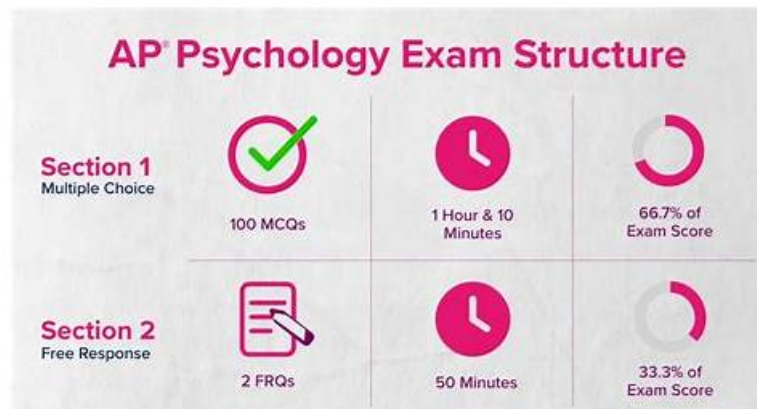 AP® Psychology Exam Structure
Section 1
Multiple Choice
100 MCQs
1 Hour & 10
Minutes
66.7% of
Exam Score
Section 2
Free Response
2 FRQs
50 Minutes
33.3% of
Exam Score